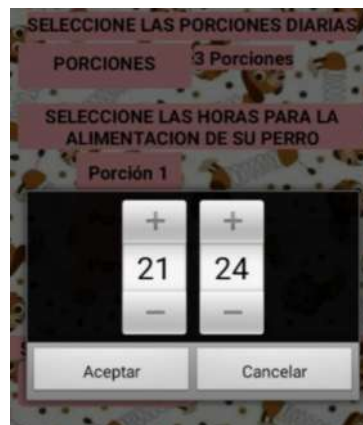 SELECCIONE LAS PORCIONES DIARIAS
PORCIONES 3 Porciones
SELECCIONE LAS HORAS PARA LA
ALIMENTACION DE SU PERRO
Porción 1
+ +
21 24
− −
Aceptar Cancelar